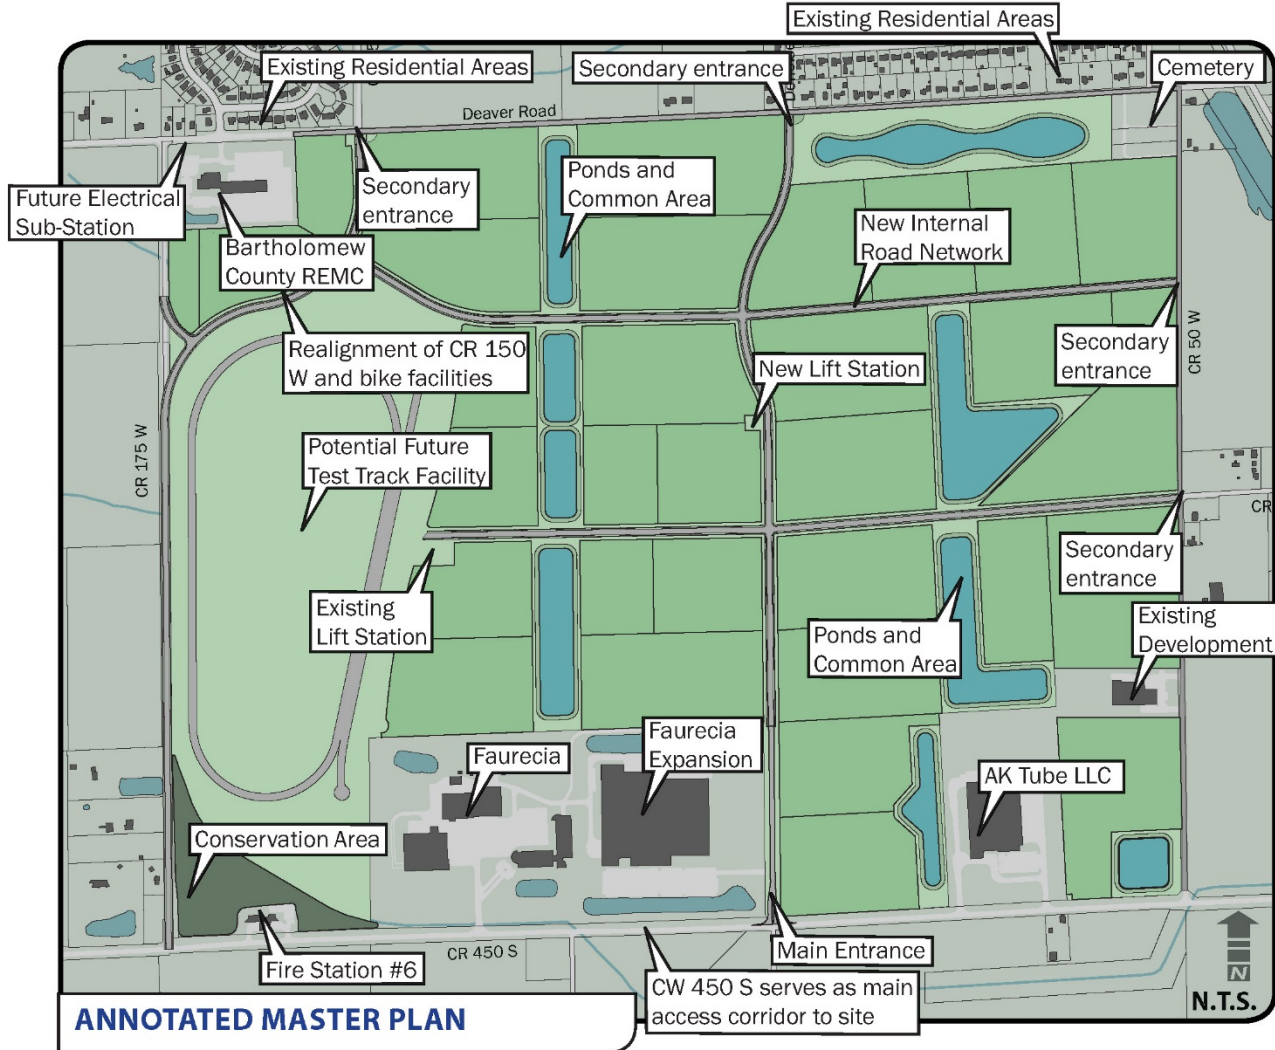 Existing Residential Areas
Existing Residential Areas
Secondary entrance
Cemetery
Deaver Road
De
Future Electrical
Sub-Station
Secondary
entrance
Ponds and
Common Area
Bartholomew
County REMC
New Internal
Road Network
Realignment of CR 150
W and bike facilities
New Lift Station
Secondary
entrance
CR 50 W
CR 175 W
Potential Future
Test Track Facility
CR
Secondary
entrance
Existing
Lift Station
Ponds and
Common Area
Existing
Development
Faurecia
Faurecia
Expansion
AK Tube LLC
Conservation Area
Main Entrance
Fire Station #6
CR 450 S
CW 450 S serves as main
access corridor to site
N
N.T.S.
ANNOTATED MASTER PLAN